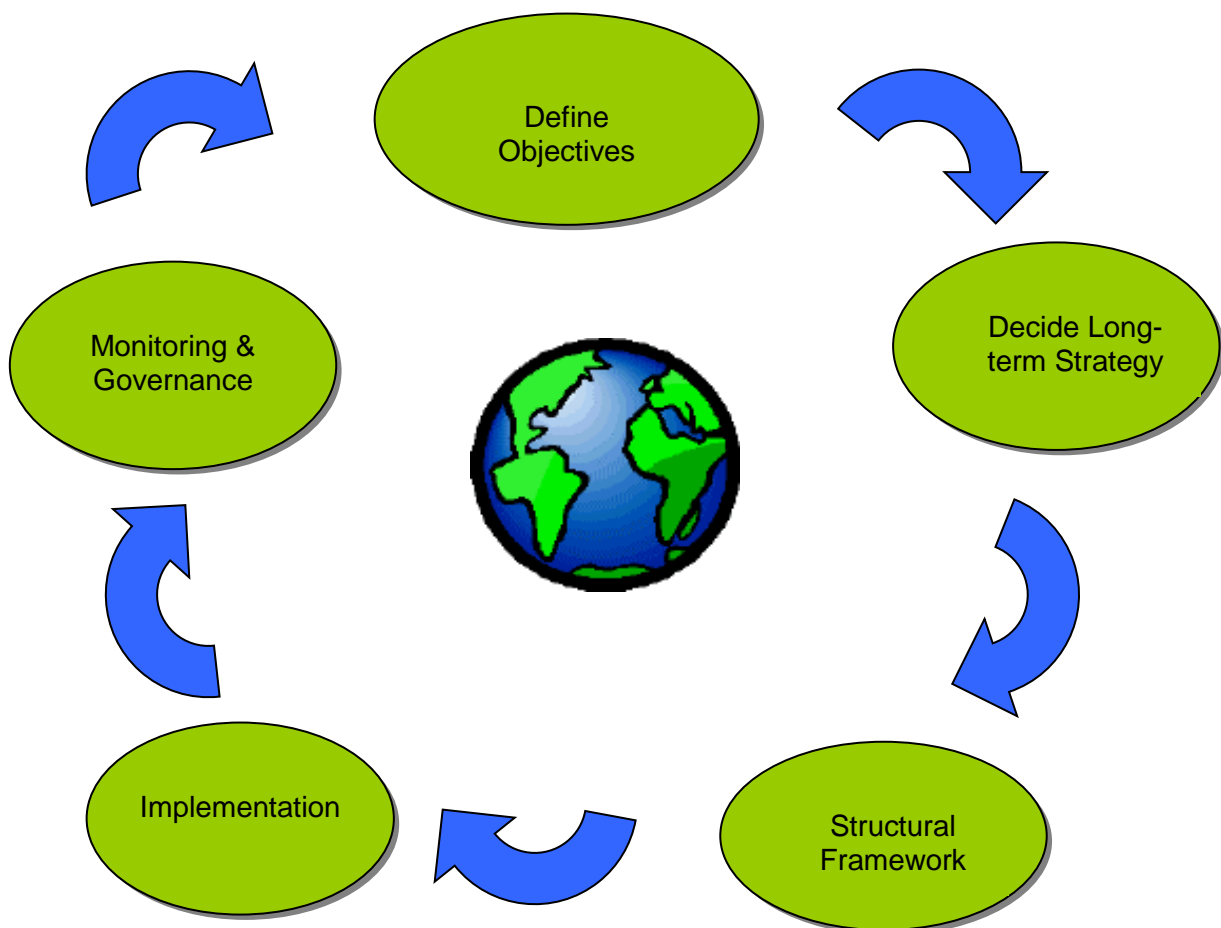 Define
Objectives
Decide Long-
term Strategy
Structural
Framework
Implementation
Monitoring &
Governance